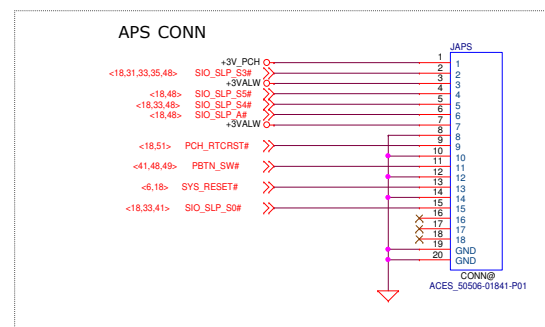 APS CONN
JAPS
+3V_PCH 1 1
<18,31,33,35,48> SIO_SLP_S3# 2 2
+3VALW 3 3
<18,48> SIO_SLP_S5# 4 4
<18,33,48> SIO_SLP_S4# 5 5
<18,48> SIO_SLP_A# 6 6
+3VALW 7 7
8 8
<18,51> PCH_RTCRST# 9 9
10 10
<41,48,49> PBTN_SW# 11 11
12 12
<6,18> SYS_RESET# 13 13
14 14
<18,33,41> SIO_SLP_S0# 15 15
16 16
17 17
18 18
19 GND
20 GND
CONN@
ACES_50506-01841-P01